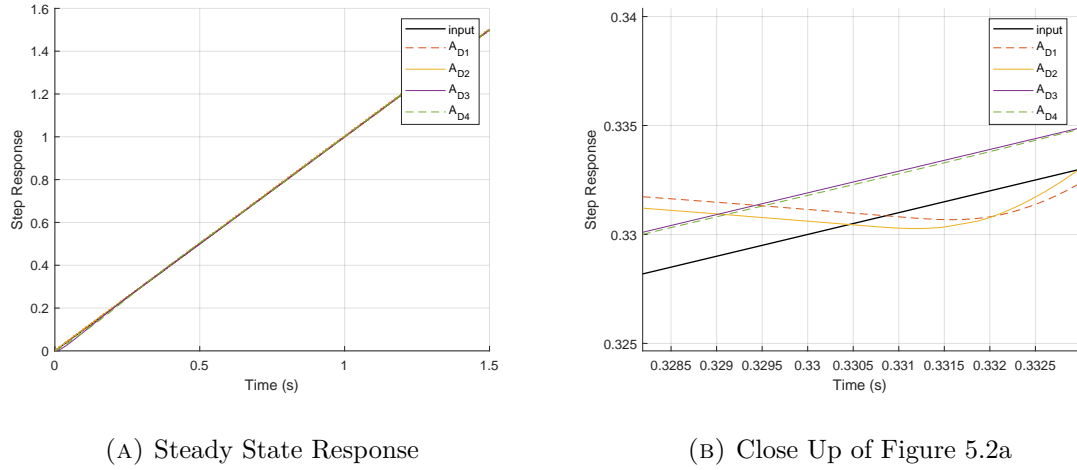 1.6
1.4
1.2
1
0.8
0.6
0.4
0.2
0
Step Response
0 0.5 1 1.5
Time (s)
input
A_D1
A_D2
A_D3
A_D4
(A) Steady State Response
0.34
0.335
0.33
0.325
Step Response
0.3285 0.329 0.3295 0.33 0.3305 0.331 0.3315 0.332 0.3325
Time (s)
input
A_D1
A_D2
A_D3
A_D4
(B) Close Up of Figure 5.2a